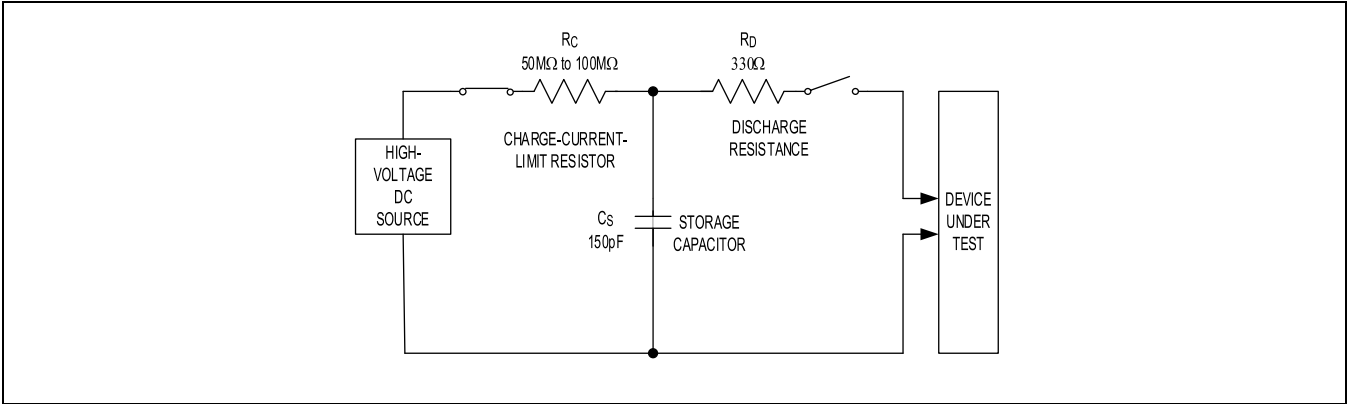 RC
50MΩ to 100MΩ
CHARGE-CURRENT-
LIMIT RESISTOR
RD
330Ω
DISCHARGE
RESISTANCE
HIGH-
VOLTAGE
DC
SOURCE
CS
150pF
STORAGE
CAPACITOR
DEVICE
UNDER
TEST